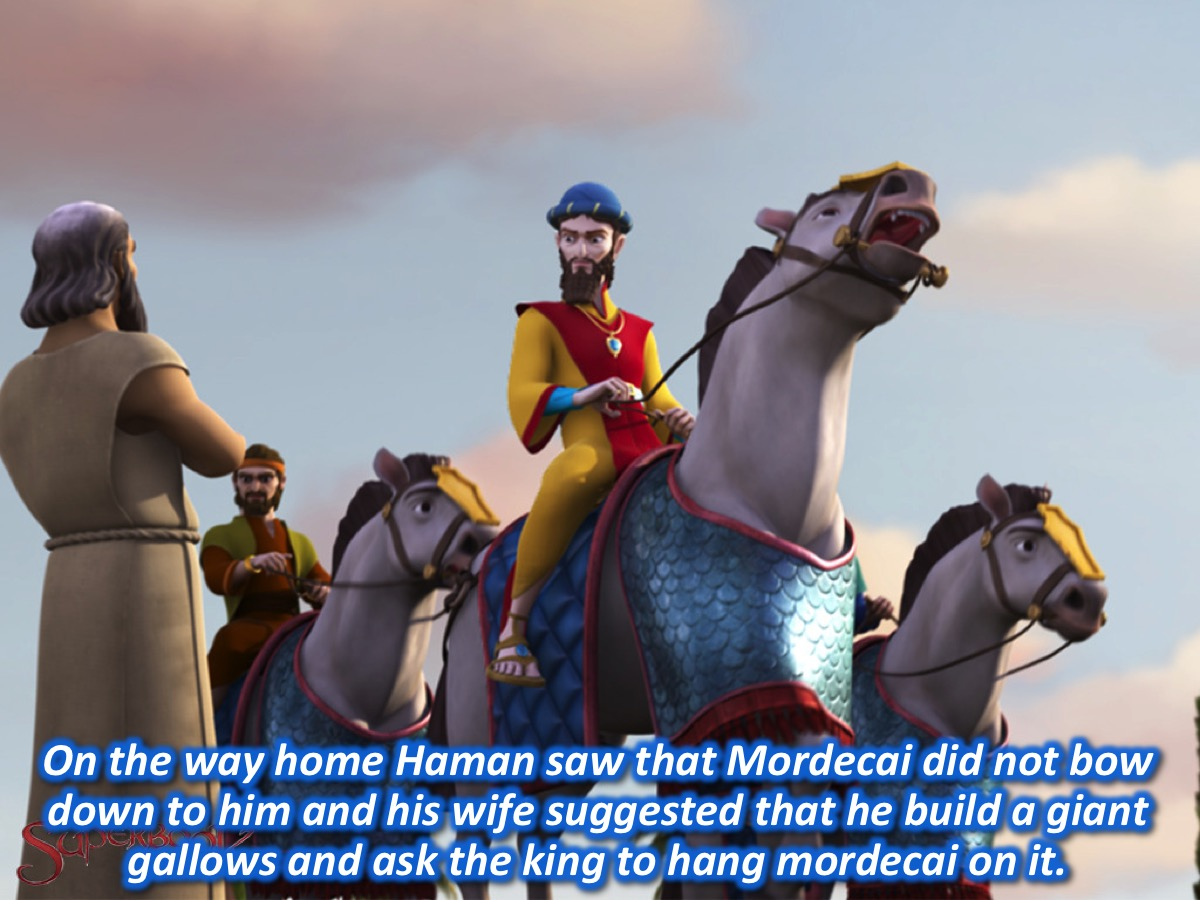 On the way home Haman saw that Mordecai did not bow
down to him and his wife suggested that he build a giant
gallows and ask the king to hang mordecai on it.